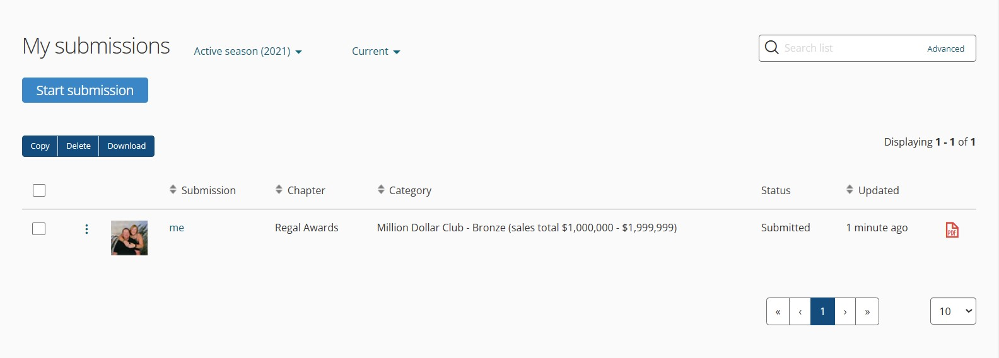 My submissions Active season (2021) Current Search list Advanced
Start submission
Copy Delete Download Displaying 1 - 1 of 1
Submission Chapter Category Status Updated
me Regal Awards Million Dollar Club - Bronze (sales total $1,000,000 - $1,999,999) Submitted 1 minute ago PDF
« ‹ 1 › » 10